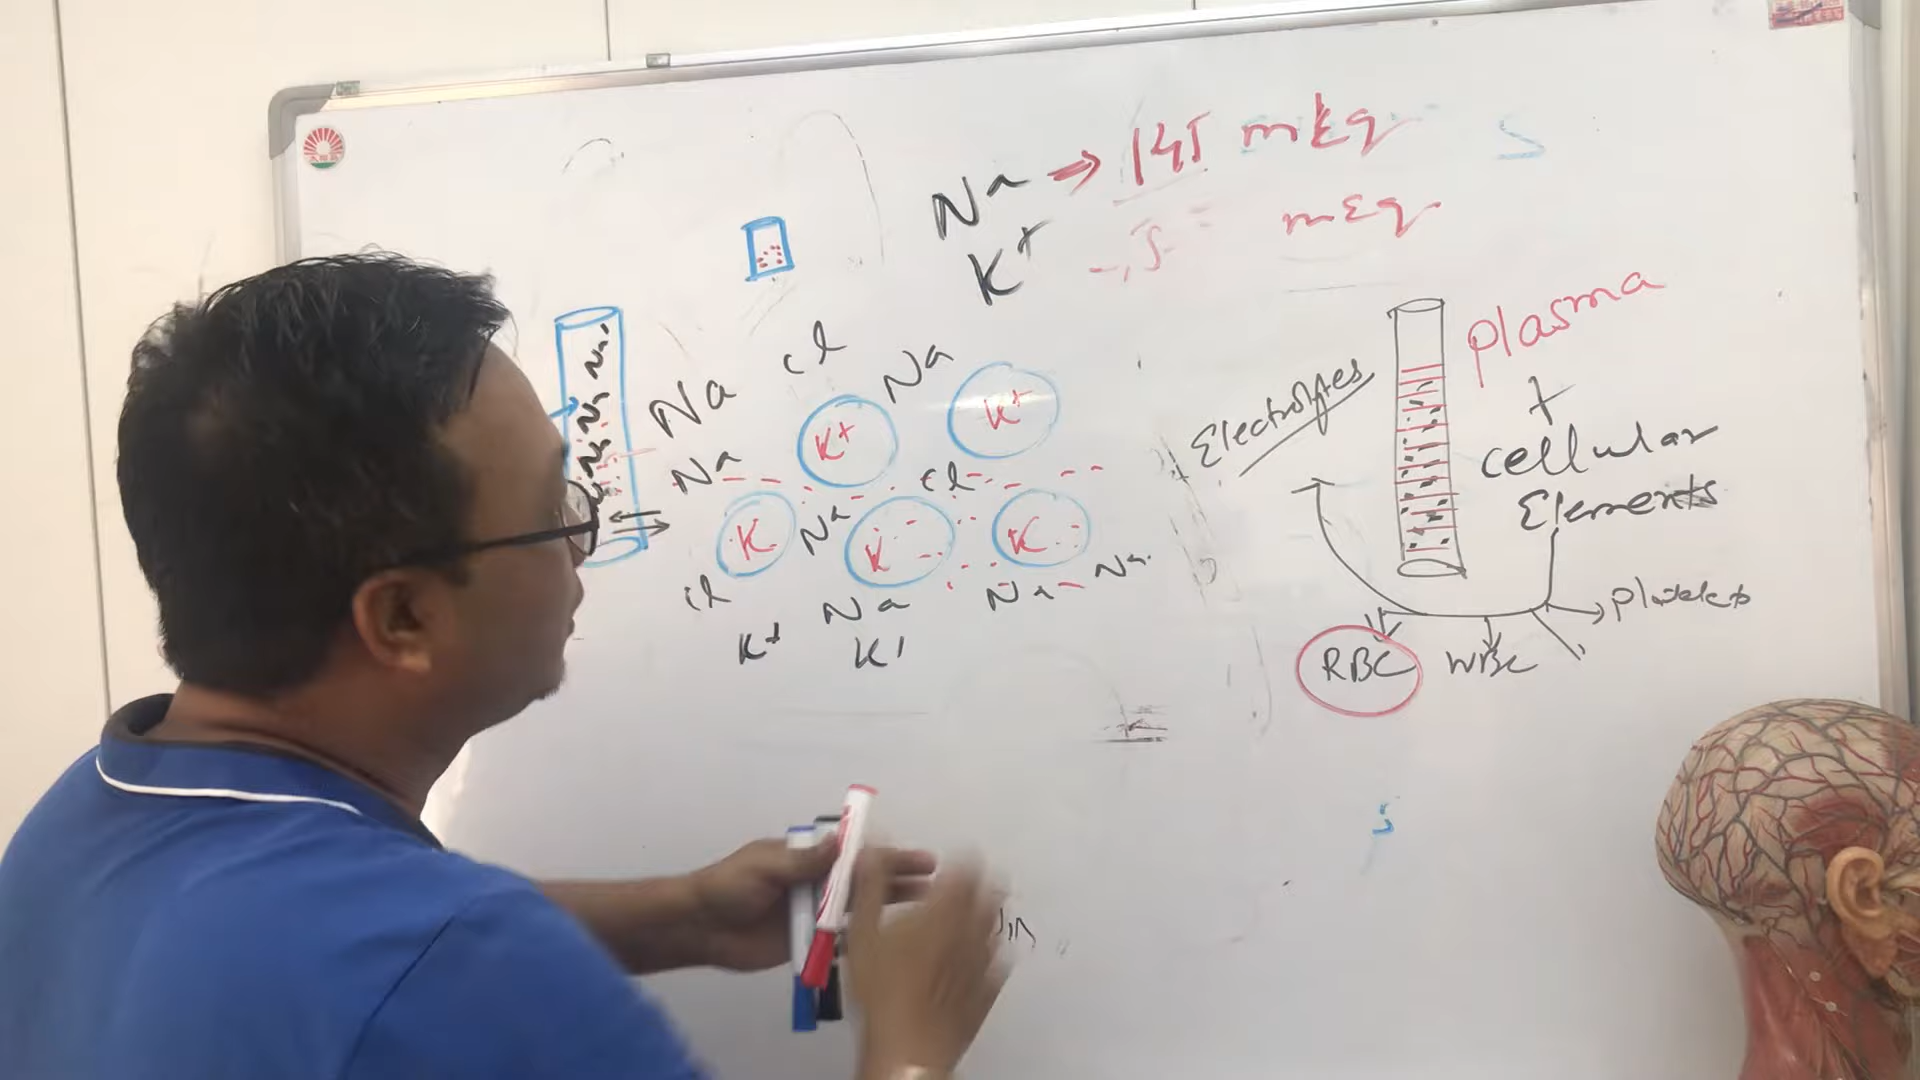 Na → 145 mEq
K+ 5 mEq
S
Na Na Na
Na Cl Na K+ K+
Na Cl
K Na K K
Cl Na Na Na
K+ K+
Electrolytes
plasma
+
cellular
Elements
RBC WBC platelets